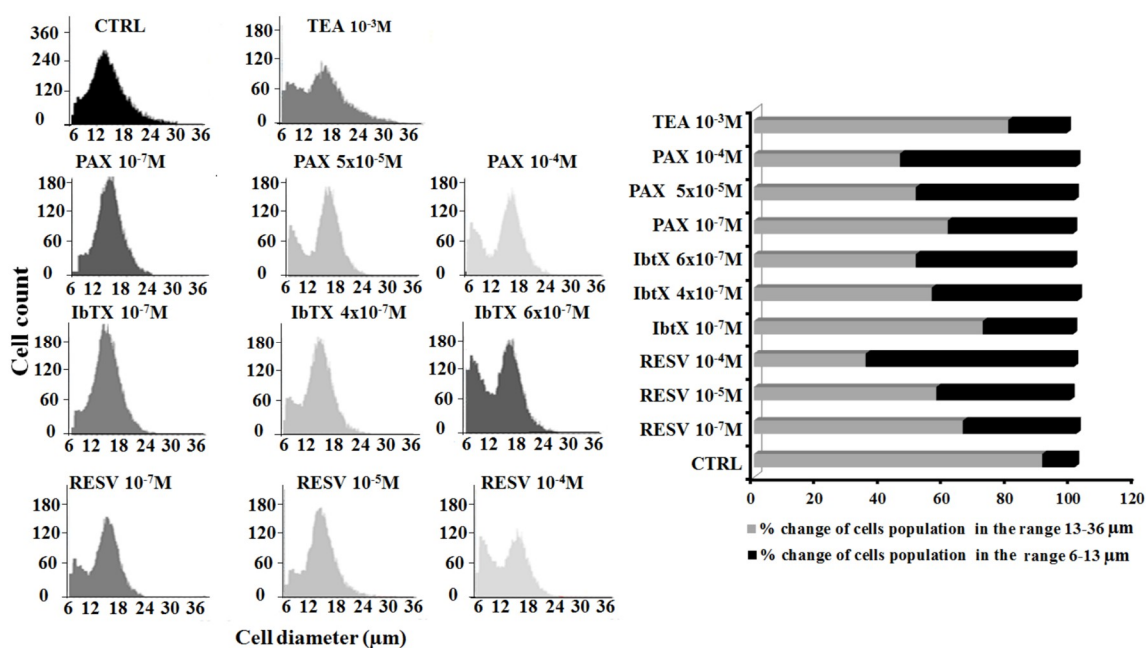 CTRL
360
240
120
0
6 12 18 24 30 36
TEA 10-3M
180
120
60
0
6 12 18 24 30 36
PAX 10-7M
180
120
60
0
6 12 18 24 30 36
PAX 5x10-5M
180
120
60
0
6 12 18 24 30 36
PAX 10-4M
180
120
60
0
6 12 18 24 30 36
IbTX 10-7M
180
120
60
0
6 12 18 24 30 36
IbTX 4x10-7M
180
120
60
0
6 12 18 24 30 36
IbTX 6x10-7M
180
120
60
0
6 12 18 24 30 36
RESV 10-7M
180
120
60
0
6 12 18 24 30 36
RESV 10-5M
180
120
60
0
6 12 18 24 30 36
RESV 10-4M
180
120
60
0
6 12 18 24 30 36
Cell count
Cell diameter (µm)
TEA 10-3M
PAX 10-4M
PAX 5x10-5M
PAX 10-7M
IbtX 6x10-7M
IbtX 4x10-7M
IbtX 10-7M
RESV 10-4M
RESV 10-5M
RESV 10-7M
CTRL
0 20 40 60 80 100 120
% change of cells population in the range 13-36 µm
% change of cells population in the range 6-13 µm